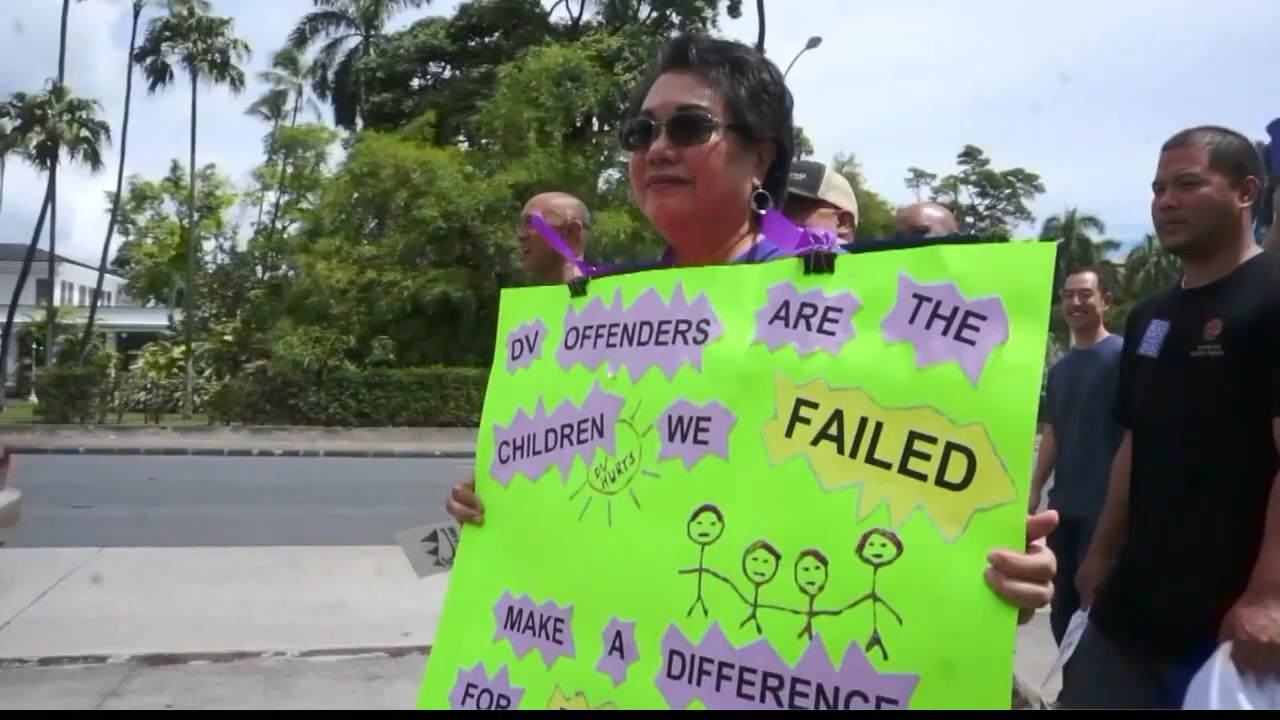 DV OFFENDERS ARE THE
CHILDREN WE FAILED
DV
HURTS
MAKE A DIFFERENCE
FOR